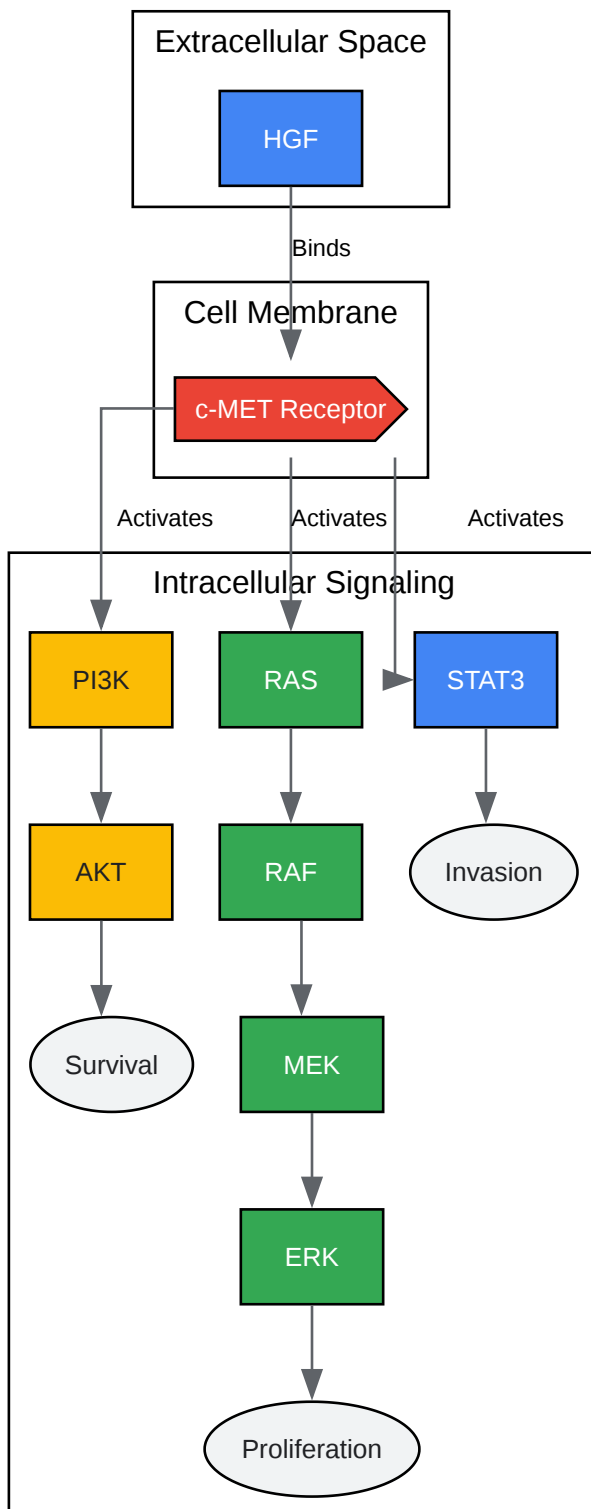 Extracellular Space
HGF
Binds
Cell Membrane
c-MET Receptor
Activates
Activates
Activates
Intracellular Signaling
PI3K
RAS
STAT3
AKT
RAF
Invasion
Survival
MEK
ERK
Proliferation